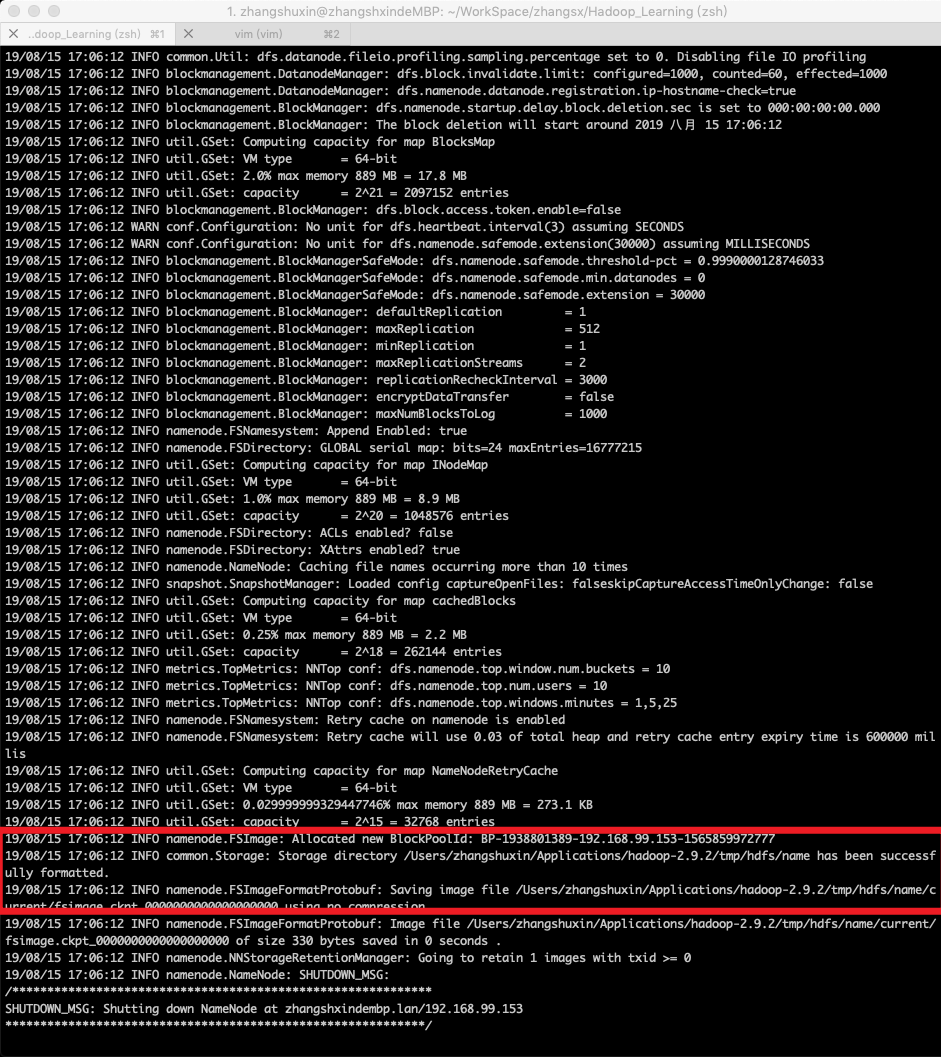 1. zhangshuxin@zhangshxindeMBP: ~/WorkSpace/zhangsx/Hadoop_Learning (zsh)
✕ ..doop_Learning (zsh) ⌘1 ✕ vim (vim) ⌘2
19/08/15 17:06:12 INFO common.Util: dfs.datanode.fileio.profiling.sampling.percentage set to 0. Disabling file IO profiling
19/08/15 17:06:12 INFO blockmanagement.DatanodeManager: dfs.block.invalidate.limit: configured=1000, counted=60, effected=1000
19/08/15 17:06:12 INFO blockmanagement.DatanodeManager: dfs.namenode.datanode.registration.ip-hostname-check=true
19/08/15 17:06:12 INFO blockmanagement.BlockManager: dfs.namenode.startup.delay.block.deletion.sec is set to 000:00:00:00.000
19/08/15 17:06:12 INFO blockmanagement.BlockManager: The block deletion will start around 2019 八月 15 17:06:12
19/08/15 17:06:12 INFO util.GSet: Computing capacity for map BlocksMap
19/08/15 17:06:12 INFO util.GSet: VM type       = 64-bit
19/08/15 17:06:12 INFO util.GSet: 2.0% max memory 889 MB = 17.8 MB
19/08/15 17:06:12 INFO util.GSet: capacity      = 2^21 = 2097152 entries
19/08/15 17:06:12 INFO blockmanagement.BlockManager: dfs.block.access.token.enable=false
19/08/15 17:06:12 WARN conf.Configuration: No unit for dfs.heartbeat.interval(3) assuming SECONDS
19/08/15 17:06:12 WARN conf.Configuration: No unit for dfs.namenode.safemode.extension(30000) assuming MILLISECONDS
19/08/15 17:06:12 INFO blockmanagement.BlockManagerSafeMode: dfs.namenode.safemode.threshold-pct = 0.9990000128746033
19/08/15 17:06:12 INFO blockmanagement.BlockManagerSafeMode: dfs.namenode.safemode.min.datanodes = 0
19/08/15 17:06:12 INFO blockmanagement.BlockManagerSafeMode: dfs.namenode.safemode.extension = 30000
19/08/15 17:06:12 INFO blockmanagement.BlockManager: defaultReplication         = 1
19/08/15 17:06:12 INFO blockmanagement.BlockManager: maxReplication             = 512
19/08/15 17:06:12 INFO blockmanagement.BlockManager: minReplication             = 1
19/08/15 17:06:12 INFO blockmanagement.BlockManager: maxReplicationStreams      = 2
19/08/15 17:06:12 INFO blockmanagement.BlockManager: replicationRecheckInterval = 3000
19/08/15 17:06:12 INFO blockmanagement.BlockManager: encryptDataTransfer        = false
19/08/15 17:06:12 INFO blockmanagement.BlockManager: maxNumBlocksToLog          = 1000
19/08/15 17:06:12 INFO namenode.FSNamesystem: Append Enabled: true
19/08/15 17:06:12 INFO namenode.FSDirectory: GLOBAL serial map: bits=24 maxEntries=16777215
19/08/15 17:06:12 INFO util.GSet: Computing capacity for map INodeMap
19/08/15 17:06:12 INFO util.GSet: VM type       = 64-bit
19/08/15 17:06:12 INFO util.GSet: 1.0% max memory 889 MB = 8.9 MB
19/08/15 17:06:12 INFO util.GSet: capacity      = 2^20 = 1048576 entries
19/08/15 17:06:12 INFO namenode.FSDirectory: ACLs enabled? false
19/08/15 17:06:12 INFO namenode.FSDirectory: XAttrs enabled? true
19/08/15 17:06:12 INFO namenode.NameNode: Caching file names occurring more than 10 times
19/08/15 17:06:12 INFO snapshot.SnapshotManager: Loaded config captureOpenFiles: falseskipCaptureAccessTimeOnlyChange: false
19/08/15 17:06:12 INFO util.GSet: Computing capacity for map cachedBlocks
19/08/15 17:06:12 INFO util.GSet: VM type       = 64-bit
19/08/15 17:06:12 INFO util.GSet: 0.25% max memory 889 MB = 2.2 MB
19/08/15 17:06:12 INFO util.GSet: capacity      = 2^18 = 262144 entries
19/08/15 17:06:12 INFO metrics.TopMetrics: NNTop conf: dfs.namenode.top.window.num.buckets = 10
19/08/15 17:06:12 INFO metrics.TopMetrics: NNTop conf: dfs.namenode.top.num.users = 10
19/08/15 17:06:12 INFO metrics.TopMetrics: NNTop conf: dfs.namenode.top.windows.minutes = 1,5,25
19/08/15 17:06:12 INFO namenode.FSNamesystem: Retry cache on namenode is enabled
19/08/15 17:06:12 INFO namenode.FSNamesystem: Retry cache will use 0.03 of total heap and retry cache entry expiry time is 600000 mil
lis
19/08/15 17:06:12 INFO util.GSet: Computing capacity for map NameNodeRetryCache
19/08/15 17:06:12 INFO util.GSet: VM type       = 64-bit
19/08/15 17:06:12 INFO util.GSet: 0.029999999329447746% max memory 889 MB = 273.1 KB
19/08/15 17:06:12 INFO util.GSet: capacity      = 2^15 = 32768 entries
19/08/15 17:06:12 INFO namenode.FSImage: Allocated new BlockPoolId: BP-1938801389-192.168.99.153-1565859972777
19/08/15 17:06:12 INFO common.Storage: Storage directory /Users/zhangshuxin/Applications/hadoop-2.9.2/tmp/hdfs/name has been successf
ully formatted.
19/08/15 17:06:12 INFO namenode.FSImageFormatProtobuf: Saving image file /Users/zhangshuxin/Applications/hadoop-2.9.2/tmp/hdfs/name/c
urrent/fsimage.ckpt_0000000000000000000 using no compression
19/08/15 17:06:12 INFO namenode.FSImageFormatProtobuf: Image file /Users/zhangshuxin/Applications/hadoop-2.9.2/tmp/hdfs/name/current/
fsimage.ckpt_0000000000000000000 of size 330 bytes saved in 0 seconds .
19/08/15 17:06:12 INFO namenode.NNStorageRetentionManager: Going to retain 1 images with txid >= 0
19/08/15 17:06:12 INFO namenode.NameNode: SHUTDOWN_MSG:
/************************************************************
SHUTDOWN_MSG: Shutting down NameNode at zhangshxindembp.lan/192.168.99.153
************************************************************/